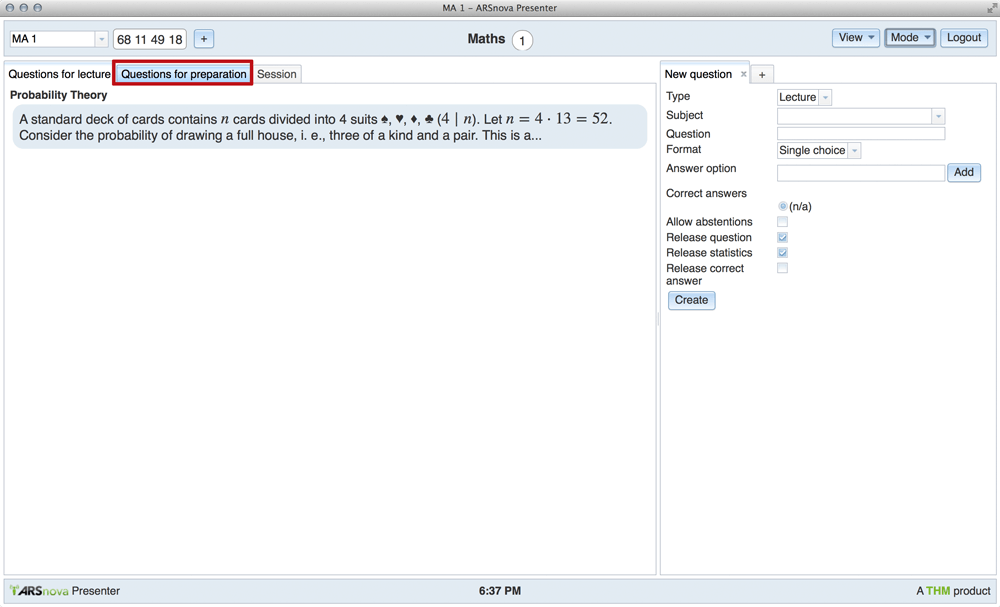 MA 1 – ARSnova Presenter
MA 1
68 11 49 18
+
Maths 1
View
Mode
Logout
Questions for lecture
Questions for preparation
Session
Probability Theory
A standard deck of cards contains n cards divided into 4 suits ♠, ♥, ♦, ♣ (4 | n). Let n = 4 · 13 = 52.
Consider the probability of drawing a full house, i. e., three of a kind and a pair. This is a...
New question ×
+
Type
Lecture
Subject
Question
Format
Single choice
Answer option
Add
Correct answers
(n/a)
Allow abstentions
Release question
Release statistics
Release correct
answer
Create
ARSnova Presenter
6:37 PM
A THM product